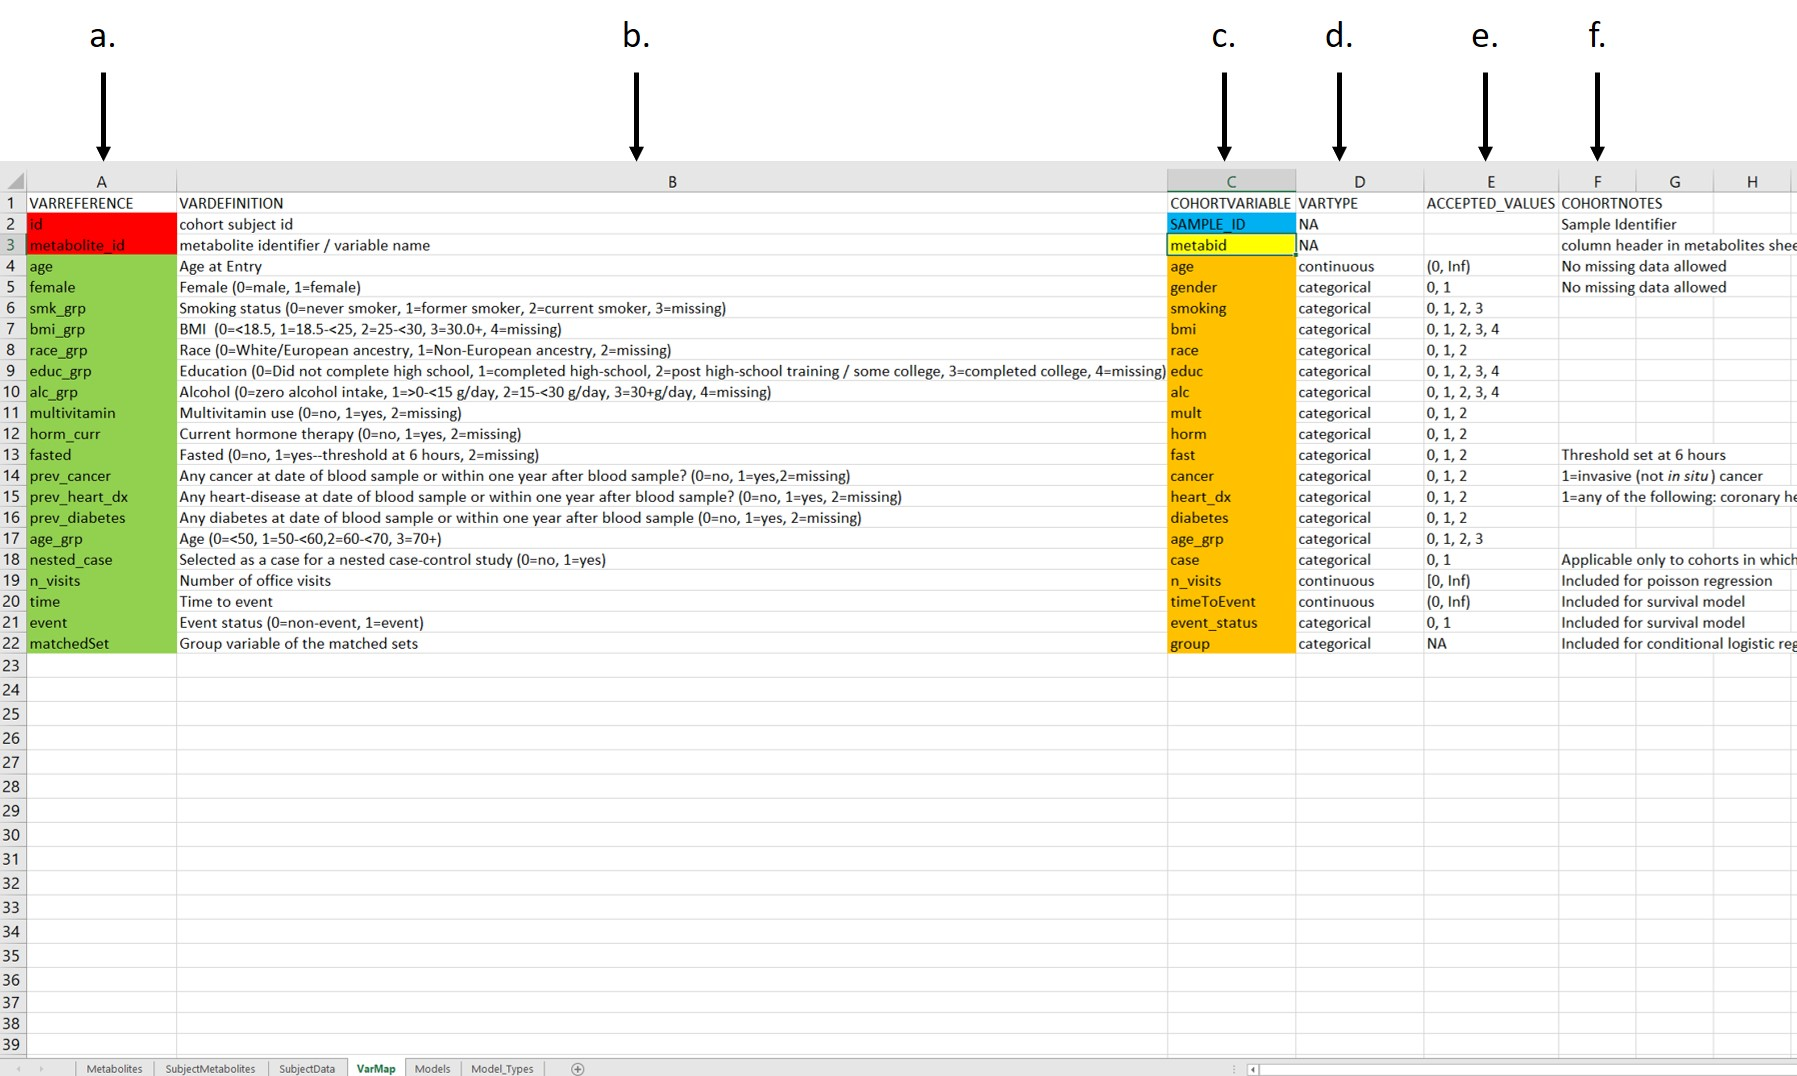 a. b. c. d. e. f.
A B C D E F G H
1 VARREFERENCE VARDEFINITION COHORTVARIABLE VARTYPE ACCEPTED_VALUES COHORTNOTES
2 id cohort subject id SAMPLE_ID NA Sample Identifier
3 metabolite_id metabolite identifier / variable name metabid NA column header in metabolites shee
4 age Age at Entry age continuous (0, Inf) No missing data allowed
5 female Female (0=male, 1=female) gender categorical 0, 1 No missing data allowed
6 smk_grp Smoking status (0=never smoker, 1=former smoker, 2=current smoker, 3=missing) smoking categorical 0, 1, 2, 3
7 bmi_grp BMI (0=<18.5, 1=18.5-<25, 2=25-<30, 3=30.0+, 4=missing) bmi categorical 0, 1, 2, 3, 4
8 race_grp Race (0=White/European ancestry, 1=Non-European ancestry, 2=missing) race categorical 0, 1, 2
9 educ_grp Education (0=Did not complete high school, 1=completed high-school, 2=post high-school training / some college, 3=completed college, 4=missing) educ categorical 0, 1, 2, 3, 4
10 alc_grp Alcohol (0=zero alcohol intake, 1=>0-<15 g/day, 2=15-<30 g/day, 3=30+g/day, 4=missing) alc categorical 0, 1, 2, 3, 4
11 multivitamin Multivitamin use (0=no, 1=yes, 2=missing) mult categorical 0, 1, 2
12 horm_curr Current hormone therapy (0=no, 1=yes, 2=missing) horm categorical 0, 1, 2
13 fasted Fasted (0=no, 1=yes--threshold at 6 hours, 2=missing) fast categorical 0, 1, 2 Threshold set at 6 hours
14 prev_cancer Any cancer at date of blood sample or within one year after blood sample? (0=no, 1=yes,2=missing) cancer categorical 0, 1, 2 1=invasive (not in situ) cancer
15 prev_heart_dx Any heart-disease at date of blood sample or within one year after blood sample? (0=no, 1=yes, 2=missing) heart_dx categorical 0, 1, 2 1=any of the following: coronary he
16 prev_diabetes Any diabetes at date of blood sample or within one year after blood sample (0=no, 1=yes, 2=missing) diabetes categorical 0, 1, 2
17 age_grp Age (0=<50, 1=50-<60,2=60-<70, 3=70+) age_grp categorical 0, 1, 2, 3
18 nested_case Selected as a case for a nested case-control study (0=no, 1=yes) case categorical 0, 1 Applicable only to cohorts in which
19 n_visits Number of office visits n_visits continuous [0, Inf) Included for poisson regression
20 time Time to event timeToEvent continuous (0, Inf) Included for survival model
21 event Event status (0=non-event, 1=event) event_status categorical 0, 1 Included for survival model
22 matchedSet Group variable of the matched sets group categorical NA Included for conditional logistic reg
23
24
25
26
27
28
29
30
31
32
33
34
35
36
37
38
39
Metabolites SubjectMetabolites SubjectData VarMap Models Model_Types